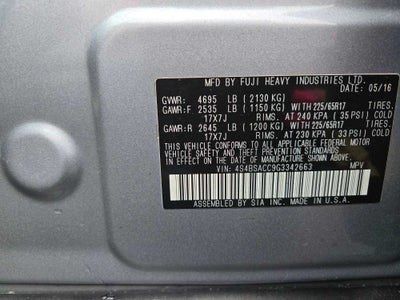 MFD BY FUJI HEAVY INDUSTRIES LTD.
DATE 05/16
GVWR: 4695 LB (2130 KG)
GAWR:F 2535 LB (1150 KG) WITH 225/65R17 TIRES.
17X7J RIMS. AT 240 KPA (35 PSI) COLD
GAWR:R 2645 LB (1200 KG) WITH 225/65R17 TIRES.
17X7J RIMS. AT 230 KPA (33 PSI) COLD
THIS VEHICLE CONFORMS TO ALL APPLICABLE FEDERAL MOTOR
VEHICLE SAFETY STANDARDS IN EFFECT ON THE
DATE OF MANUFACTURE SHOWN ABOVE.
VIN: 4S4BSACC9G3342663 MPV
ASSEMBLED BY SIA INC. MADE IN U.S.A.